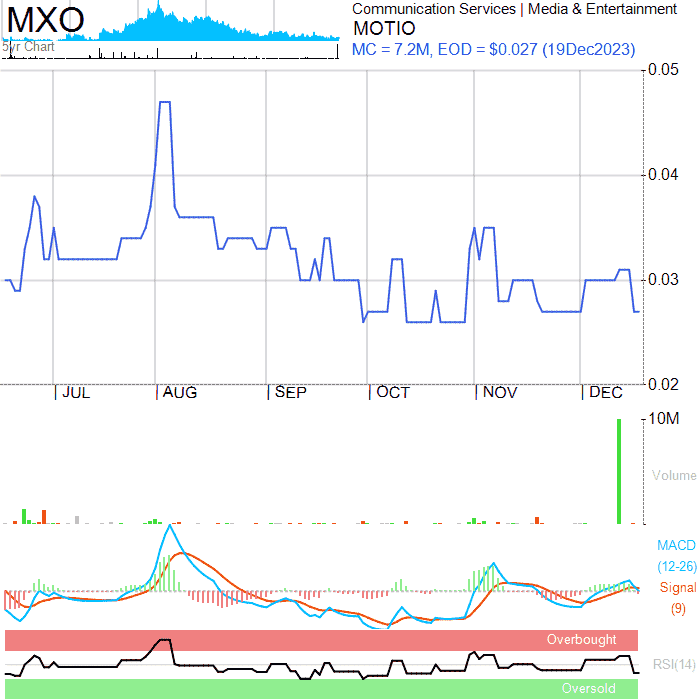 MXO
5yr Chart
Communication Services | Media & Entertainment
MOTIO
MC = 7.2M, EOD = $0.027 (19Dec2023)
0.05
0.04
0.03
0.02
JUL AUG SEP OCT NOV DEC
10M
Volume
MACD
(12-26)
Signal
(9)
Overbought
RSI(14)
Oversold